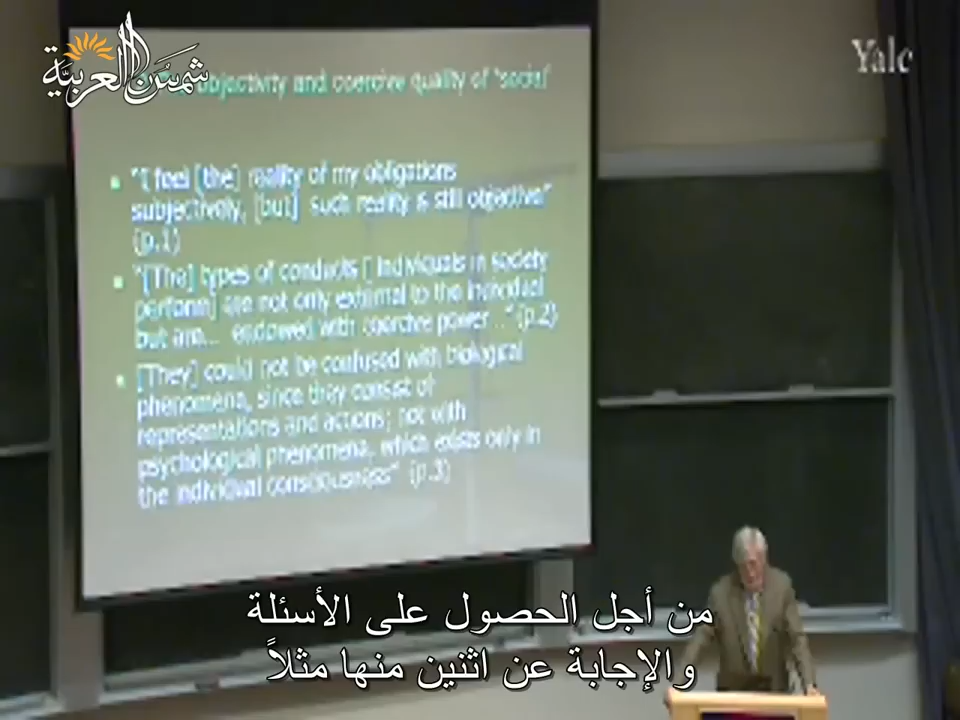 شمس العربية
Yale
objectivity and coercive quality of 'social'
"I feel [the] reality of my obligations
subjectively, [but] such reality is still objective"
(p.1)
"[The] types of conducts [ individuals in society
perform] are not only external to the individual
but are... endowed with coercive power..." (p.2)
[They] could not be confused with biological
phenomena, since they consist of
representations and actions; not with
psychological phenomena, which exists only in
the individual consciousness" (p.3)
من أجل الحصول على الأسئلة
والإجابة عن اثنتين منها مثلاً